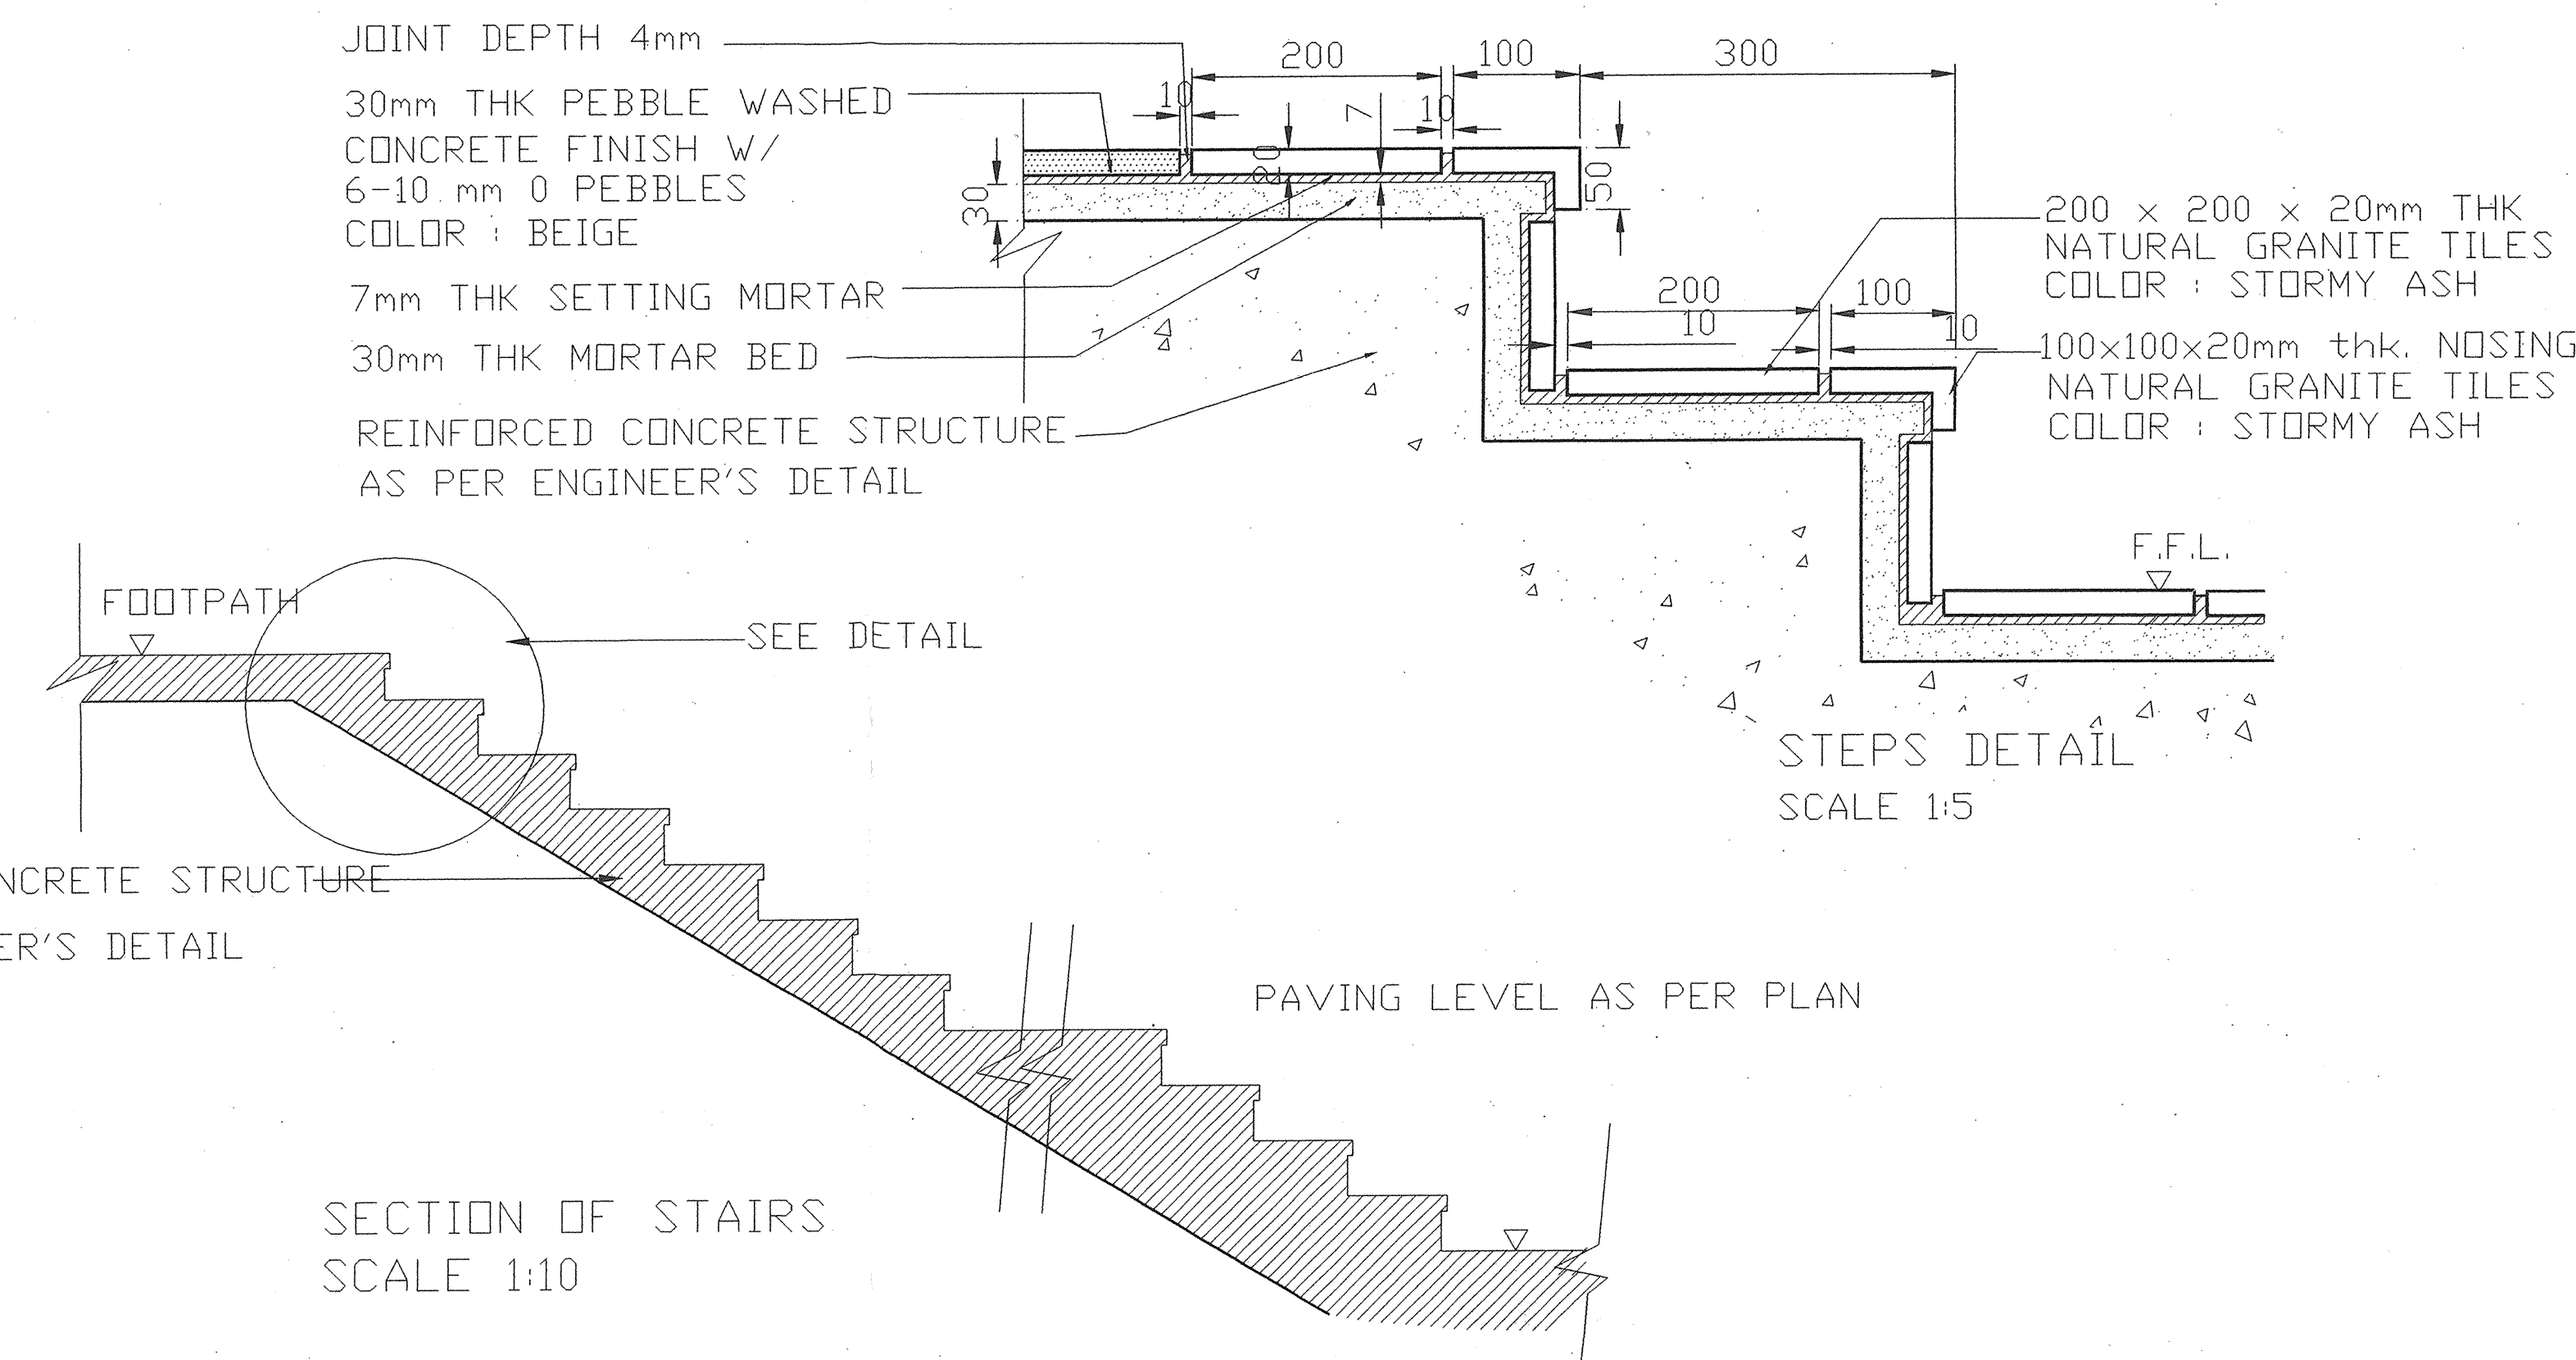 JOINT DEPTH 4mm
30mm THK PEBBLE WASHED
CONCRETE FINISH W/
6-10 mm 0 PEBBLES
COLOR : BEIGE
7mm THK SETTING MORTAR
30mm THK MORTAR BED
REINFORCED CONCRETE STRUCTURE
AS PER ENGINEER'S DETAIL
200
100
300
10
7
10
20
30
50
200 x 200 x 20mm THK
NATURAL GRANITE TILES
COLOR : STORMY ASH
200
100
10
10
100x100x20mm thk. NOSING
NATURAL GRANITE TILES
COLOR : STORMY ASH
F.F.L.
STEPS DETAIL
SCALE 1:5
FOOTPATH
SEE DETAIL
NCRETE STRUCTURE
ER'S DETAIL
PAVING LEVEL AS PER PLAN
SECTION OF STAIRS
SCALE 1:10